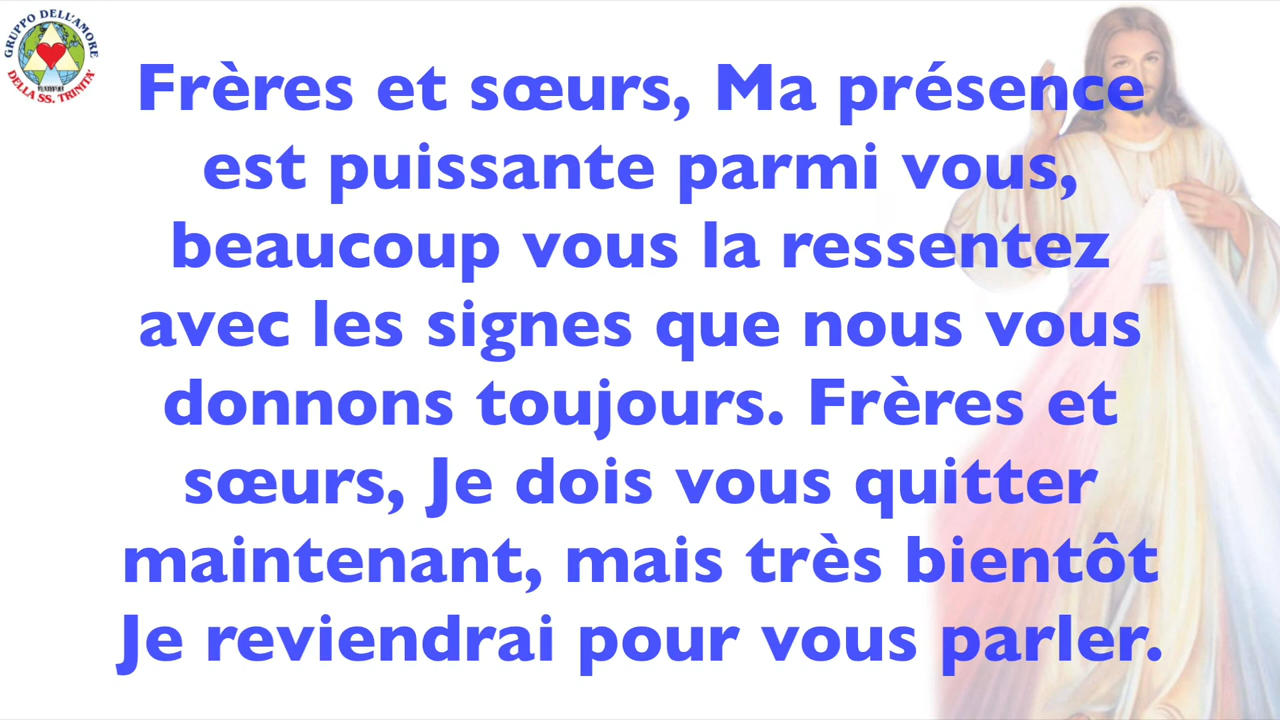 GRUPPO DELL'AMORE
DELLA SS. TRINITA'
Frères et sœurs, Ma présence
est puissante parmi vous,
beaucoup vous la ressentez
avec les signes que nous vous
donnons toujours. Frères et
sœurs, Je dois vous quitter
maintenant, mais très bientôt
Je reviendrai pour vous parler.